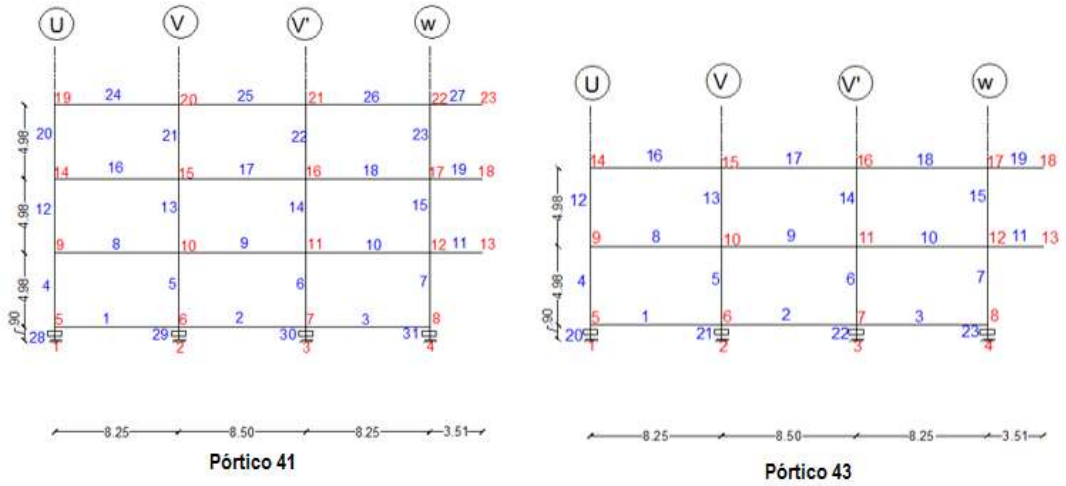 U V V' w
19 24 20 25 21 26 22 27 23
20 21 22 23
4.98
14 16 15 17 16 18 17 19 18
12 13 14 15
4.98
9 8 10 9 11 10 12 11 13
4 5 6 7
4.98
5 1 6 2 7 3 8
.90
28 29 30 31
1 2 3 4
8.25 8.50 8.25 3.51
Pórtico 41
U V V' w
14 16 15 17 16 18 17 19 18
12 13 14 15
4.98
9 8 10 9 11 10 12 11 13
4 5 6 7
4.98
5 1 6 2 7 3 8
.90
20 21 22 23
1 2 3 4
8.25 8.50 8.25 3.51
Pórtico 43